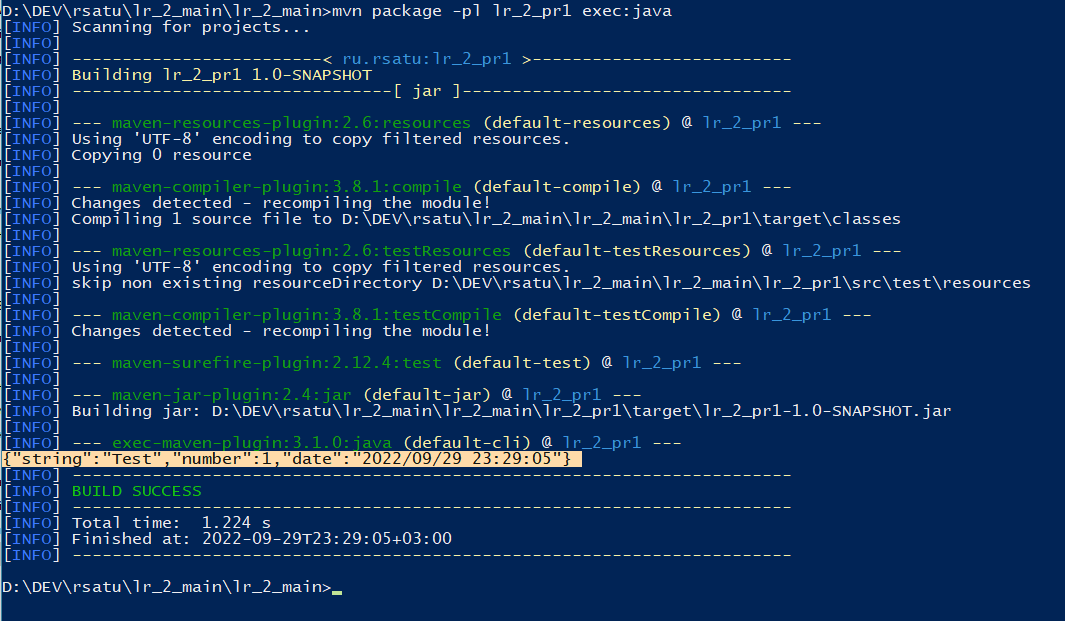 D:\DEV\rsatu\lr_2_main\lr_2_main>mvn package -pl lr_2_pr1 exec:java
[INFO] Scanning for projects...
[INFO]
[INFO] -------------------------< ru.rsatu:lr_2_pr1 >--------------------------
[INFO] Building lr_2_pr1 1.0-SNAPSHOT
[INFO] --------------------------------[ jar ]---------------------------------
[INFO]
[INFO] --- maven-resources-plugin:2.6:resources (default-resources) @ lr_2_pr1 ---
[INFO] Using 'UTF-8' encoding to copy filtered resources.
[INFO] Copying 0 resource
[INFO]
[INFO] --- maven-compiler-plugin:3.8.1:compile (default-compile) @ lr_2_pr1 ---
[INFO] Changes detected - recompiling the module!
[INFO] Compiling 1 source file to D:\DEV\rsatu\lr_2_main\lr_2_main\lr_2_pr1\target\classes
[INFO]
[INFO] --- maven-resources-plugin:2.6:testResources (default-testResources) @ lr_2_pr1 ---
[INFO] Using 'UTF-8' encoding to copy filtered resources.
[INFO] skip non existing resourceDirectory D:\DEV\rsatu\lr_2_main\lr_2_main\lr_2_pr1\src\test\resources
[INFO]
[INFO] --- maven-compiler-plugin:3.8.1:testCompile (default-testCompile) @ lr_2_pr1 ---
[INFO] Changes detected - recompiling the module!
[INFO]
[INFO] --- maven-surefire-plugin:2.12.4:test (default-test) @ lr_2_pr1 ---
[INFO]
[INFO] --- maven-jar-plugin:2.4:jar (default-jar) @ lr_2_pr1 ---
[INFO] Building jar: D:\DEV\rsatu\lr_2_main\lr_2_main\lr_2_pr1\target\lr_2_pr1-1.0-SNAPSHOT.jar
[INFO]
[INFO] --- exec-maven-plugin:3.1.0:java (default-cli) @ lr_2_pr1 ---
{"string":"Test","number":1,"date":"2022/09/29 23:29:05"}
[INFO] ------------------------------------------------------------------------
[INFO] BUILD SUCCESS
[INFO] ------------------------------------------------------------------------
[INFO] Total time:  1.224 s
[INFO] Finished at: 2022-09-29T23:29:05+03:00
[INFO] ------------------------------------------------------------------------
D:\DEV\rsatu\lr_2_main\lr_2_main>